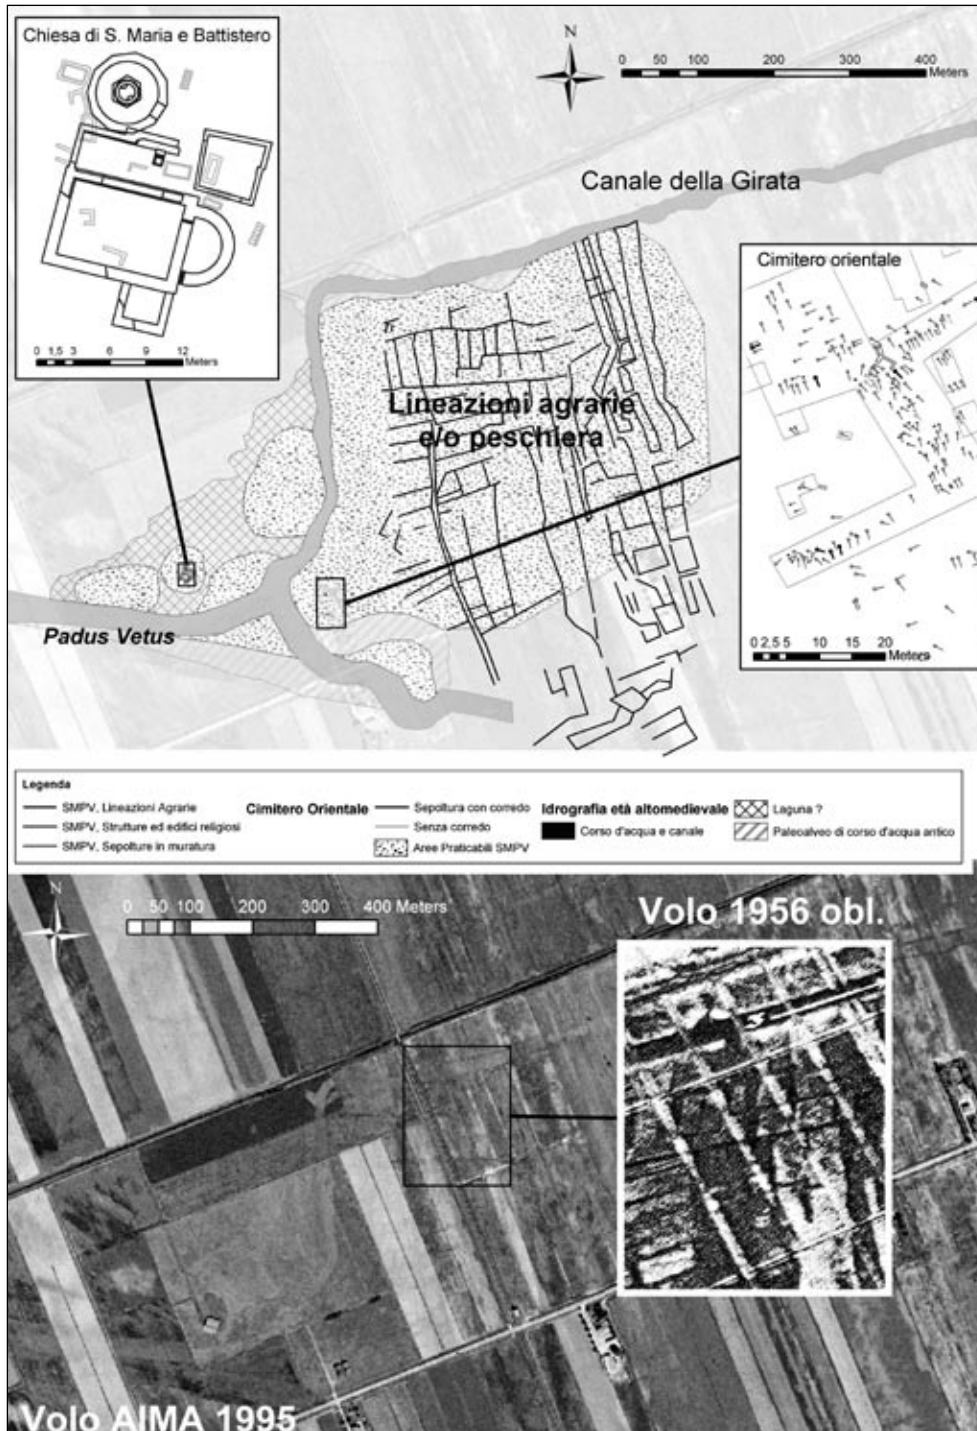 Chiesa di S. Maria e Battistero
0 1,5 3 6 9 12
Meters
N
0 50 100 200 300 400
Meters
Canale della Girata
Cimitero orientale
Lineazioni agrarie
e/o peschiera
Padus Vetus
0 2,5 5 10 20
Meters
Legenda
SMPV, Lineazioni Agrarie
SMPV, Strutture ed edifici religiosi
SMPV, Sepolture in muratura
Cimitero Orientale
Sepoltura con corredo
Senza corredo
Aree Praticabili SMPV
Idrografia età altomedievale
Corso d'acqua e canale
Laguna ?
Paleoalveo di corso d'acqua antico
N
0 50 100 200 300 400 Meters
Volo 1956 obl.
Volo AIMA 1995